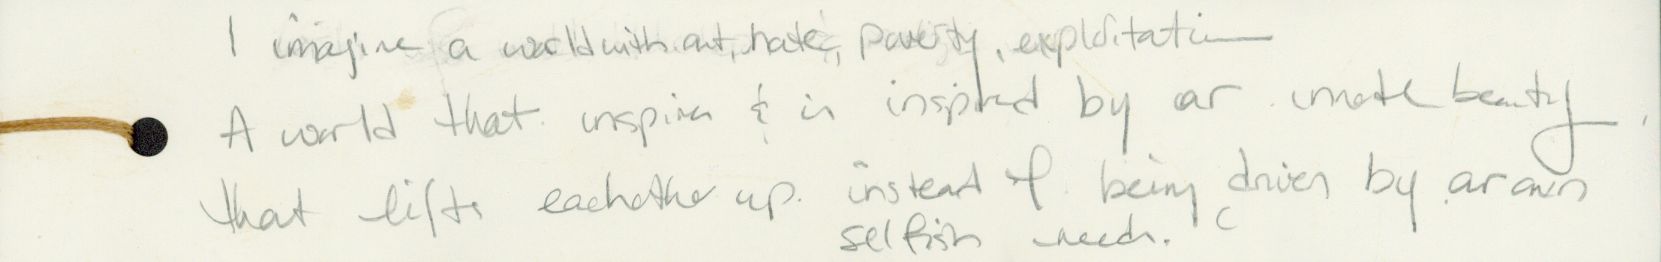 I imagine a world without, hate, poverty, exploitation
A world that inspires & is inspired by our innate beauty,
that lifts eachother up. instead of being driven by our own
selfish needs.